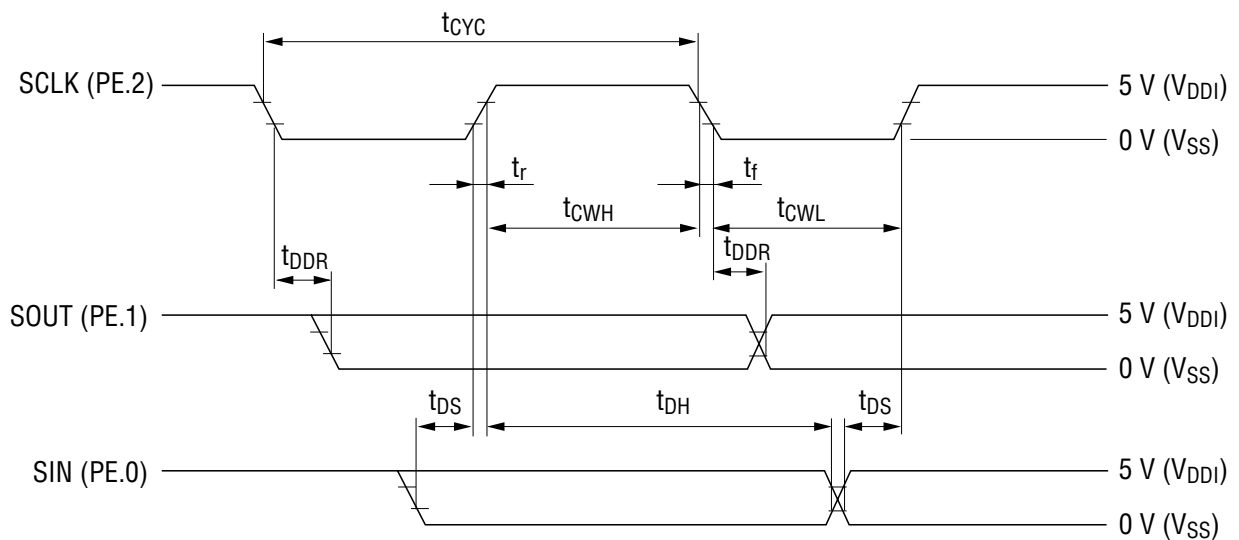 tCYC
SCLK (PE.2)
5 V (VDDI)
0 V (VSS)
tr
tf
tCWH
tCWL
tDDR
tDDR
SOUT (PE.1)
5 V (VDDI)
0 V (VSS)
tDS
tDH
tDS
SIN (PE.0)
5 V (VDDI)
0 V (VSS)